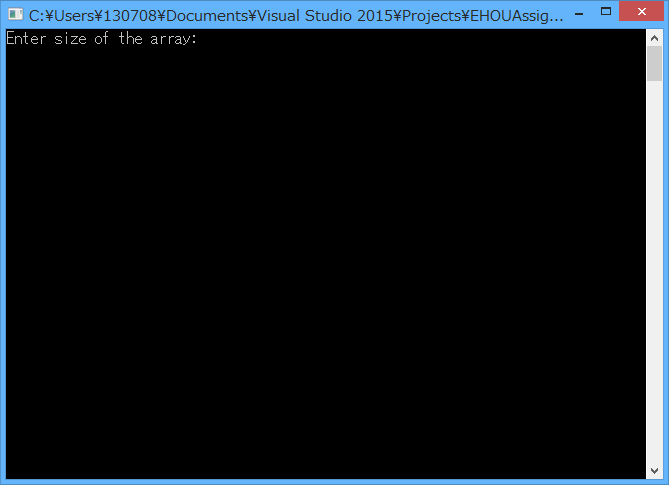 C:¥Users¥130708¥Documents¥Visual Studio 2015¥Projects¥EHOUAssig...
Enter size of the array: